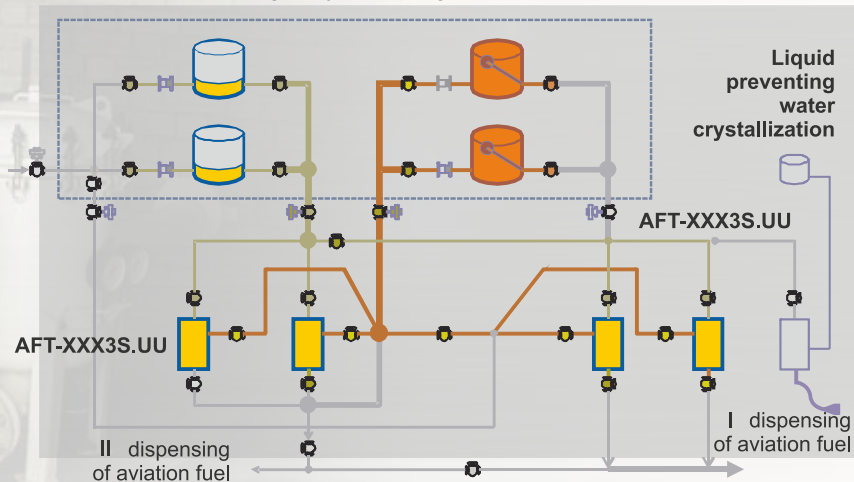 Liquid
preventing
water
crystallization
AFT-XXX3S.UU
AFT-XXX3S.UU
I dispensing
of aviation fuel
II dispensing
of aviation fuel